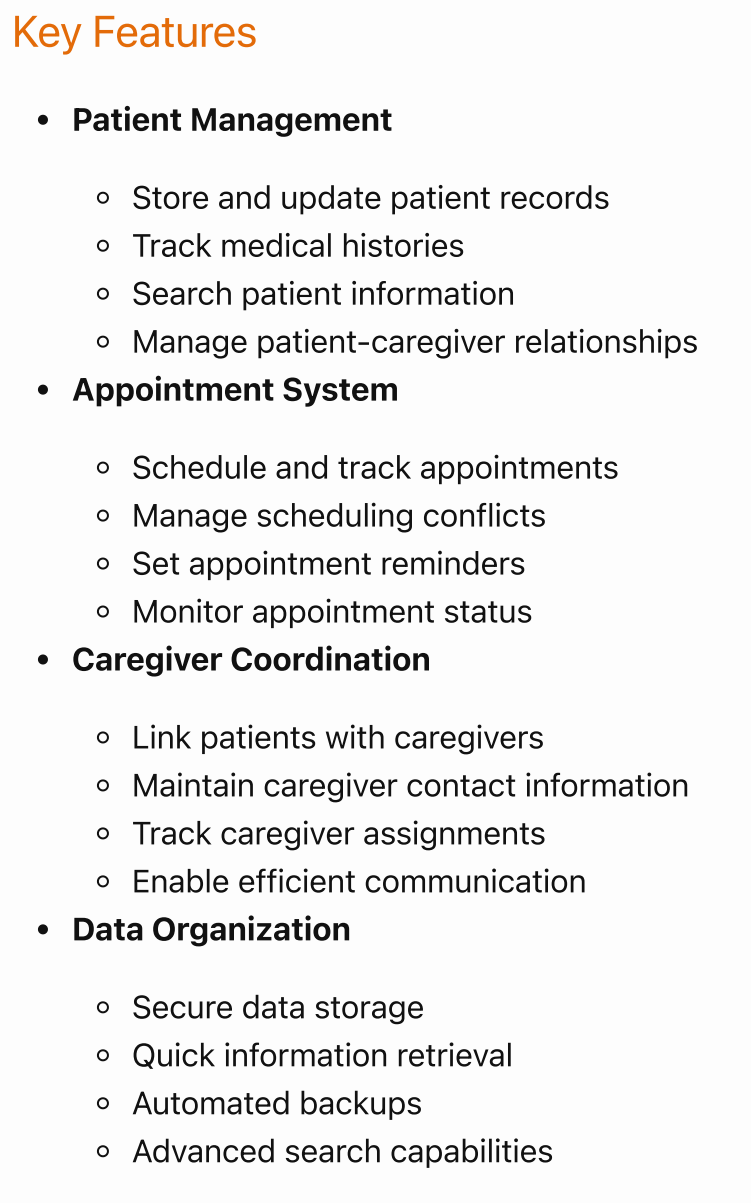 Key Features
Patient Management
Store and update patient records
Track medical histories
Search patient information
Manage patient-caregiver relationships
Appointment System
Schedule and track appointments
Manage scheduling conflicts
Set appointment reminders
Monitor appointment status
Caregiver Coordination
Link patients with caregivers
Maintain caregiver contact information
Track caregiver assignments
Enable efficient communication
Data Organization
Secure data storage
Quick information retrieval
Automated backups
Advanced search capabilities